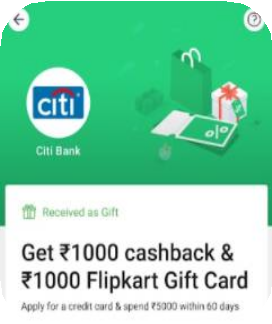 citi
Citi Bank
Received as Gift
Get ₹1000 cashback &
₹1000 Flipkart Gift Card
Apply for a credit card & spend ₹5000 within 60 days